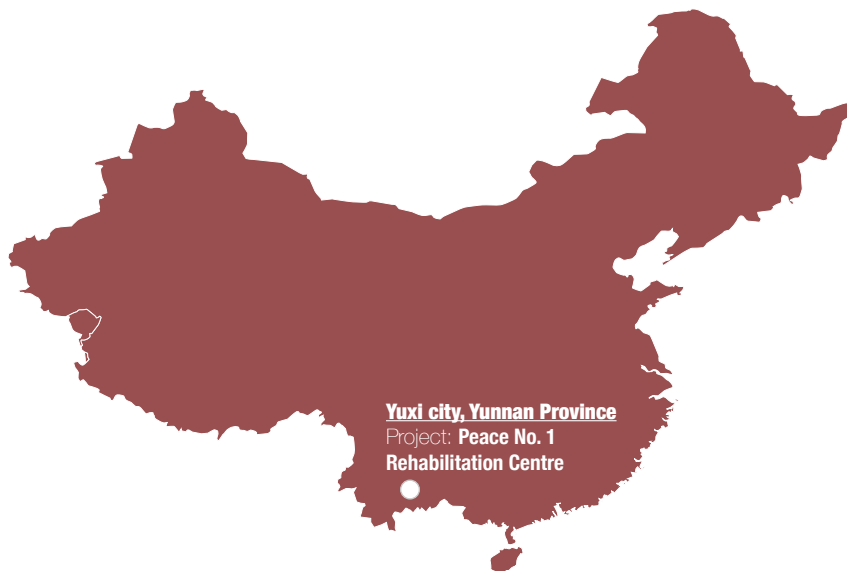 Yuxi city, Yunnan Province
Project: Peace No. 1
Rehabilitation Centre